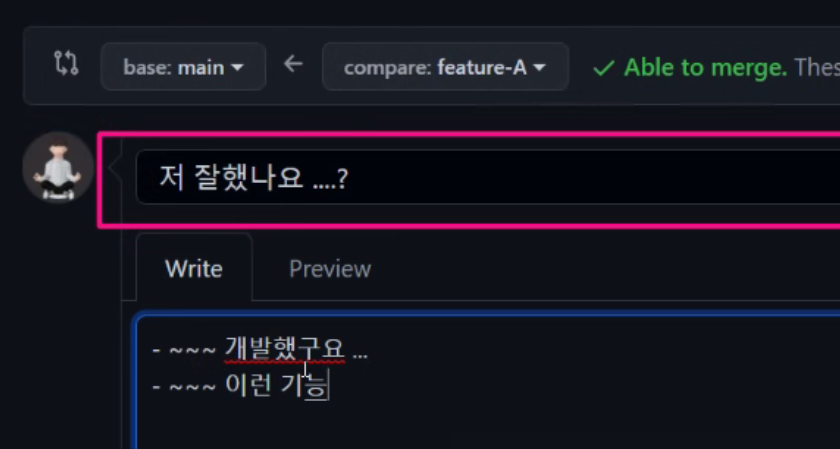 base: main ← compare: feature-A ✓ Able to merge. Thes
저 잘했나요 ....?
Write Preview
- ~~~ 개발했구요 ...
- ~~~ 이런 기능